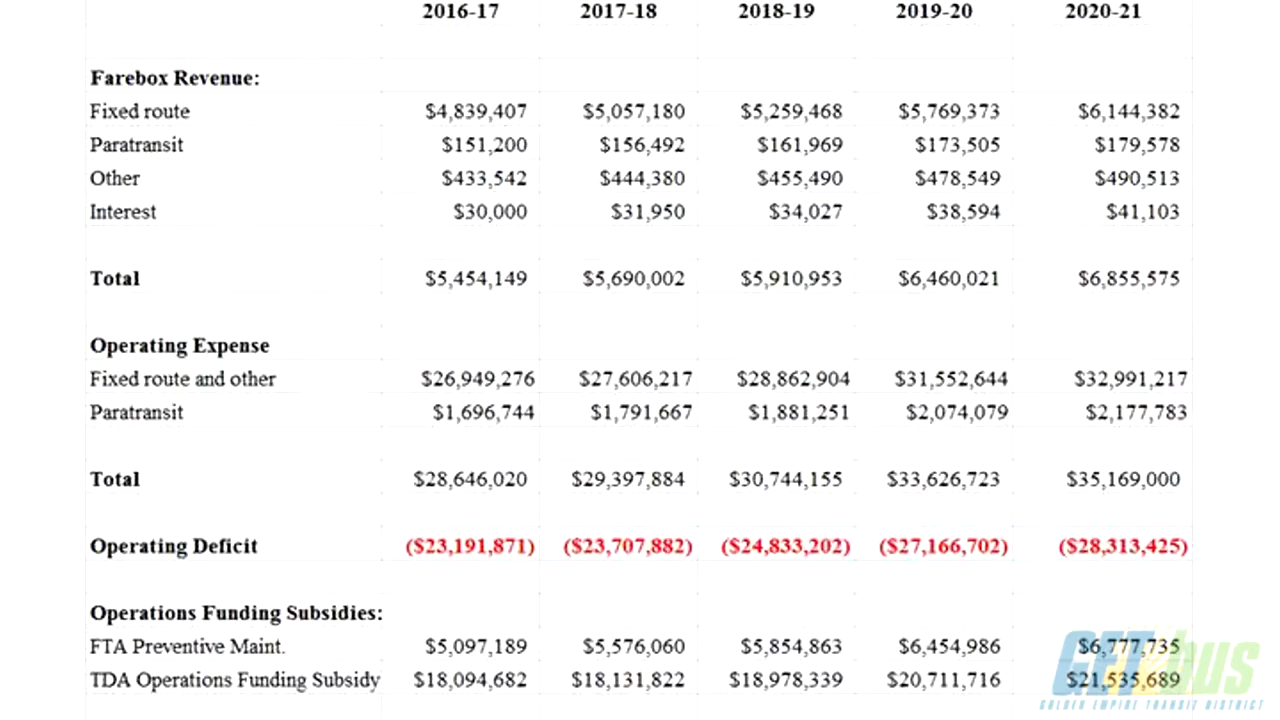 2016-17 2017-18 2018-19 2019-20 2020-21
Farebox Revenue:
Fixed route $4,839,407 $5,057,180 $5,259,468 $5,769,373 $6,144,382
Paratransit $151,200 $156,492 $161,969 $173,505 $179,578
Other $433,542 $444,380 $455,490 $478,549 $490,513
Interest $30,000 $31,950 $34,027 $38,594 $41,103
Total $5,454,149 $5,690,002 $5,910,953 $6,460,021 $6,855,575
Operating Expense
Fixed route and other $26,949,276 $27,606,217 $28,862,904 $31,552,644 $32,991,217
Paratransit $1,696,744 $1,791,667 $1,881,251 $2,074,079 $2,177,783
Total $28,646,020 $29,397,884 $30,744,155 $33,626,723 $35,169,000
Operating Deficit ($23,191,871) ($23,707,882) ($24,833,202) ($27,166,702) ($28,313,425)
Operations Funding Subsidies:
FTA Preventive Maint. $5,097,189 $5,576,060 $5,854,863 $6,454,986 $6,777,735
TDA Operations Funding Subsidy $18,094,682 $18,131,822 $18,978,339 $20,711,716 $21,535,689
GET bus
GOLDEN EMPIRE TRANSIT DISTRICT